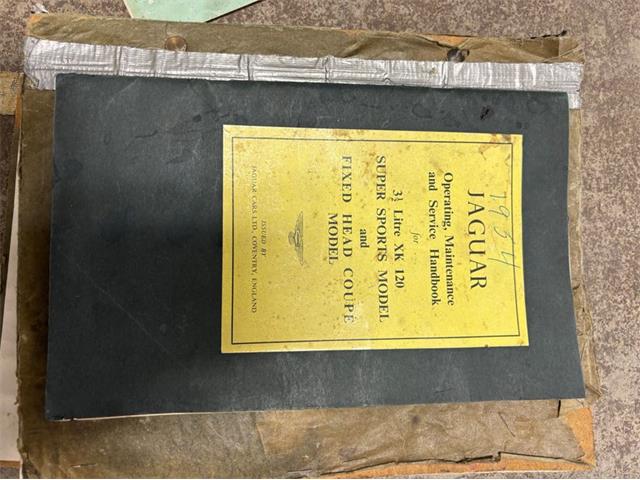 1954
JAGUAR
Operating, Maintenance
and Service Handbook
for
3½ Litre XK 120
SUPER SPORTS MODEL
and
FIXED HEAD COUPÉ
MODEL
ISSUED BY
JAGUAR CARS LTD., COVENTRY, ENGLAND